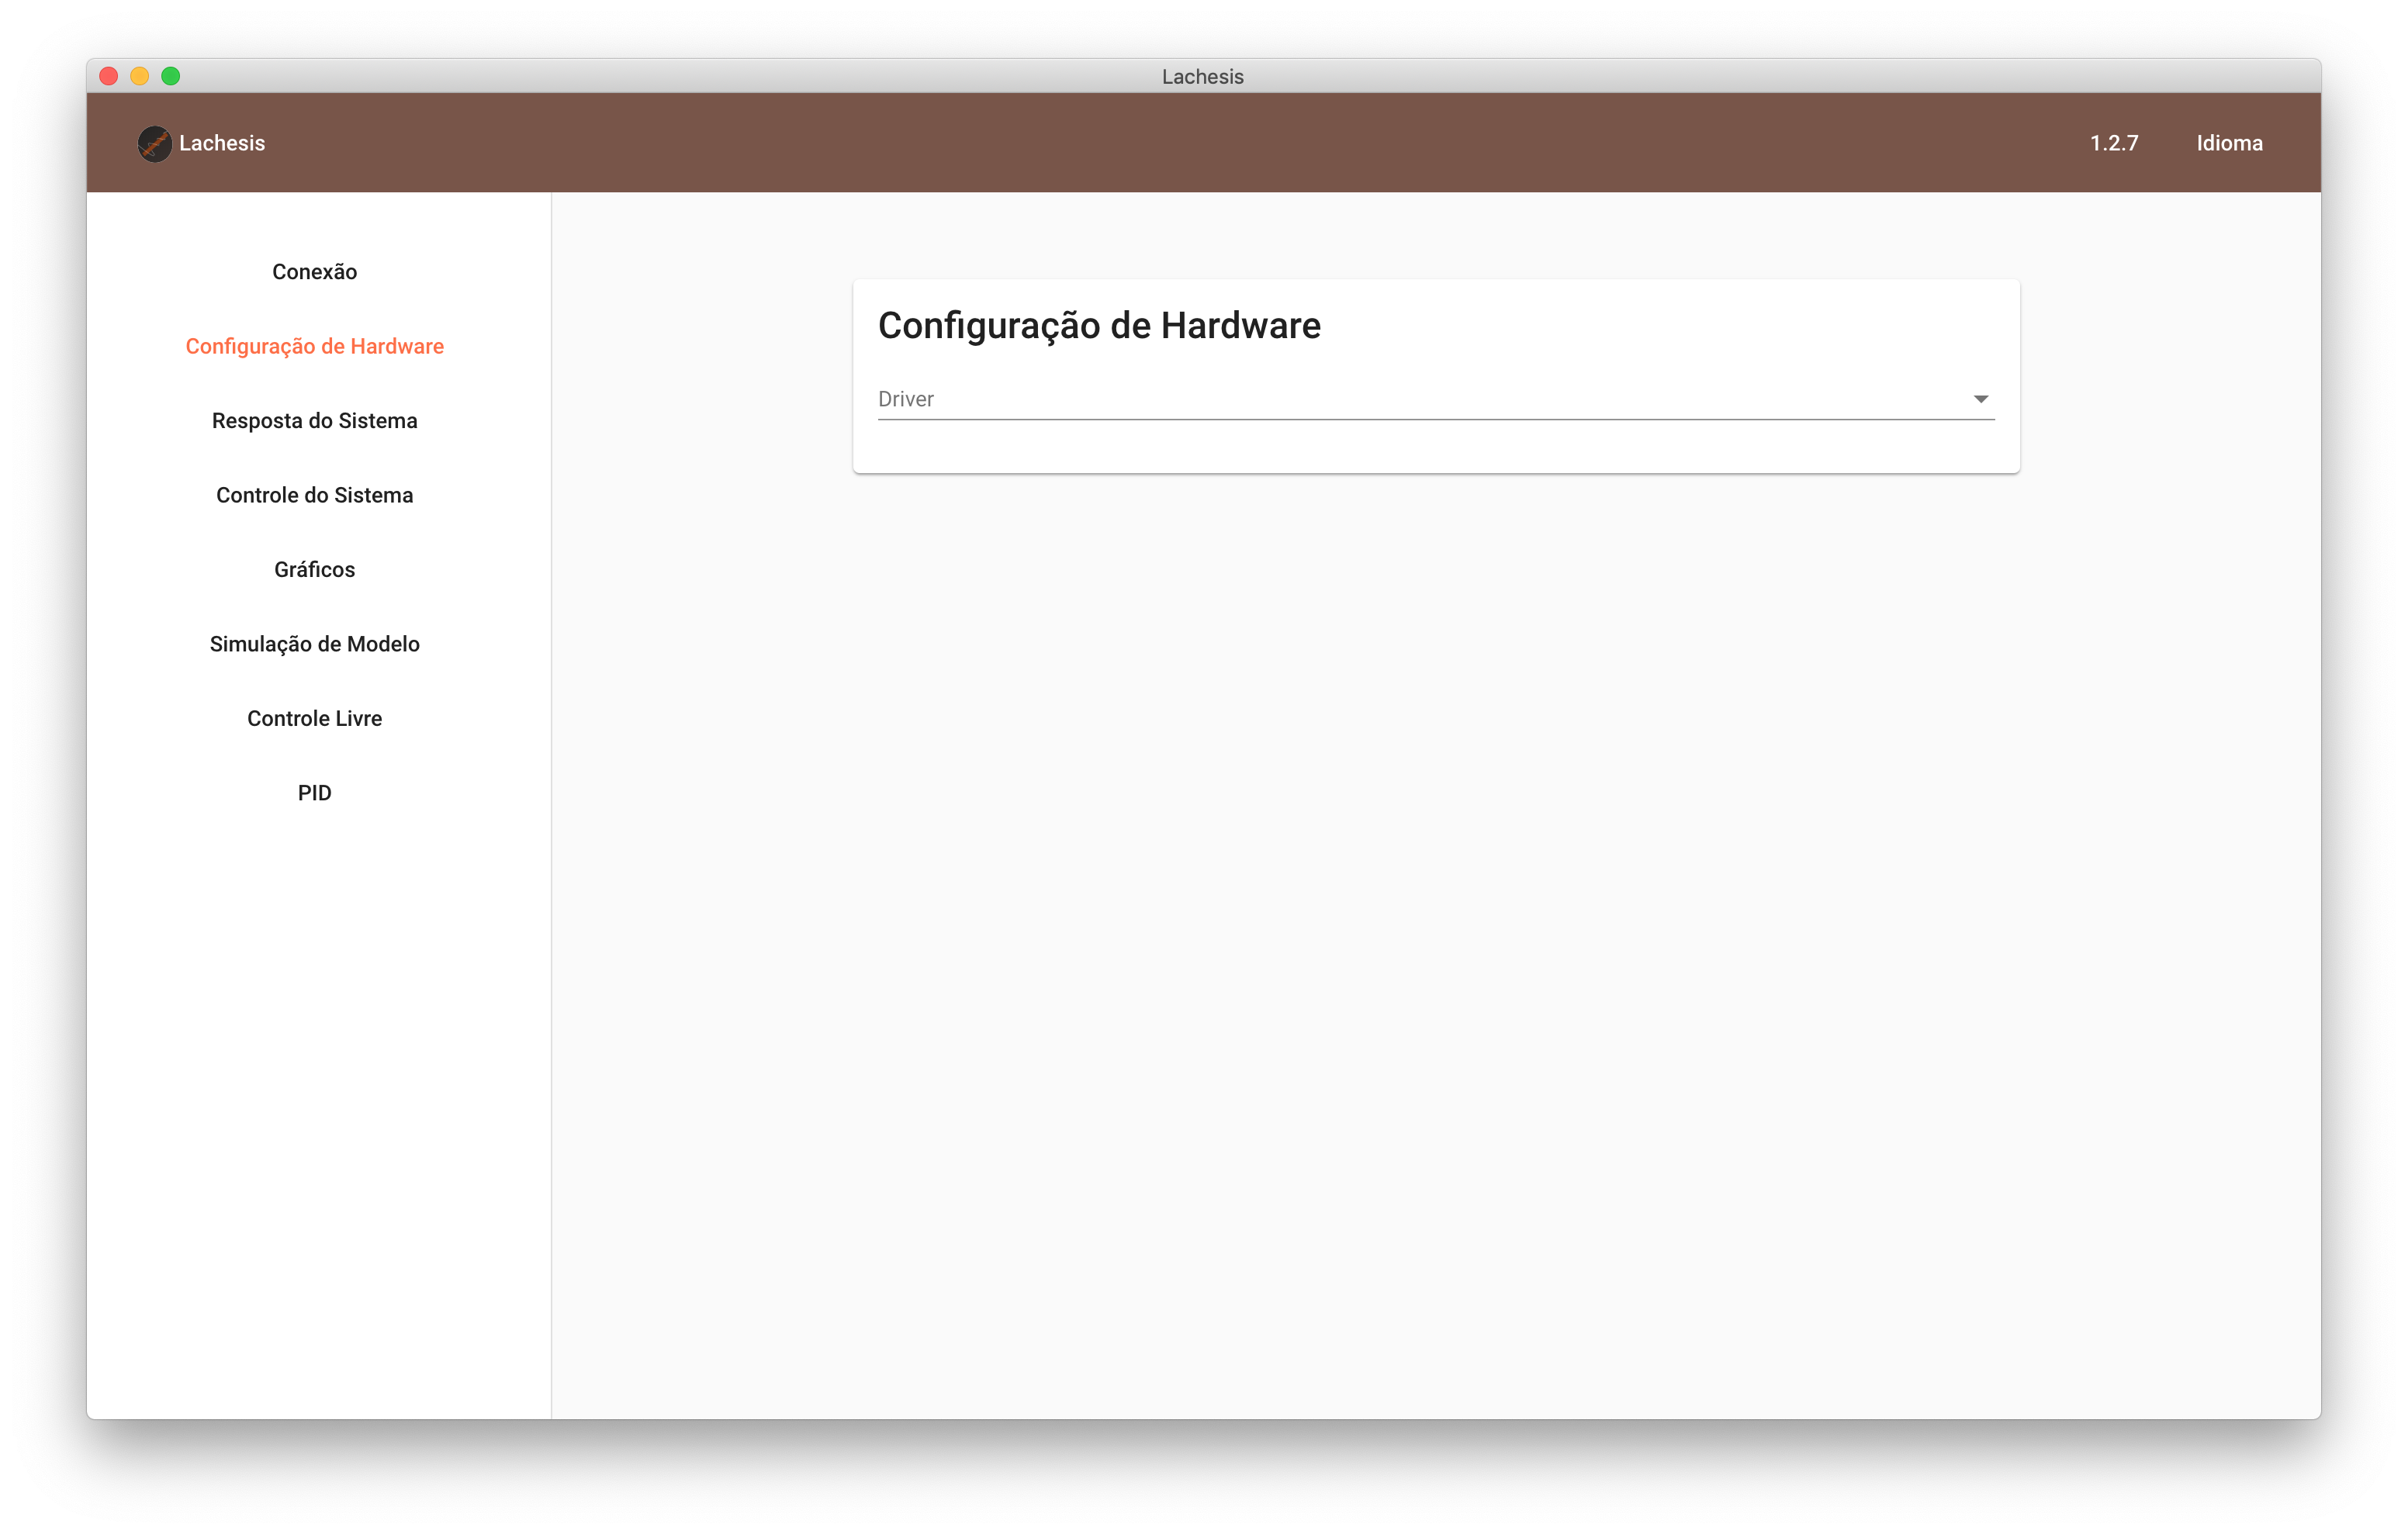 Lachesis
Lachesis
1.2.7
Idioma
Conexão
Configuração de Hardware
Resposta do Sistema
Controle do Sistema
Gráficos
Simulação de Modelo
Controle Livre
PID
Configuração de Hardware
Driver